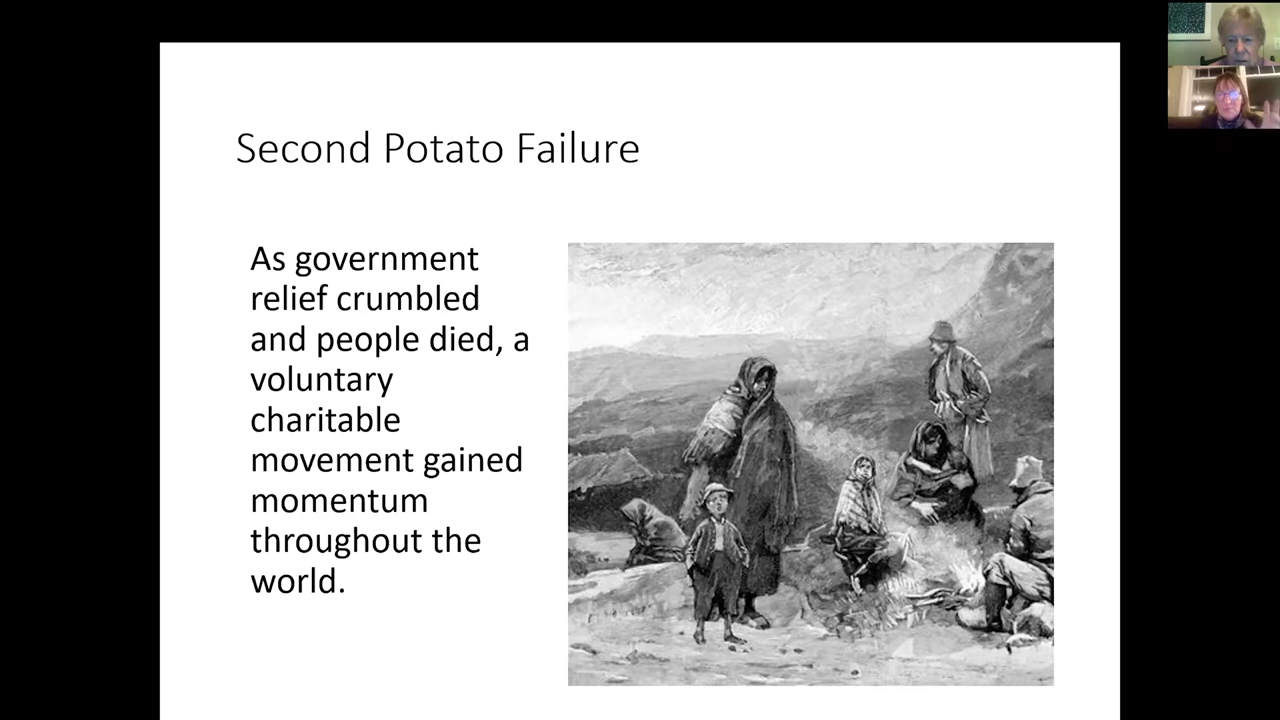 Second Potato Failure
As government
relief crumbled
and people died, a
voluntary
charitable
movement gained
momentum
throughout the
world.